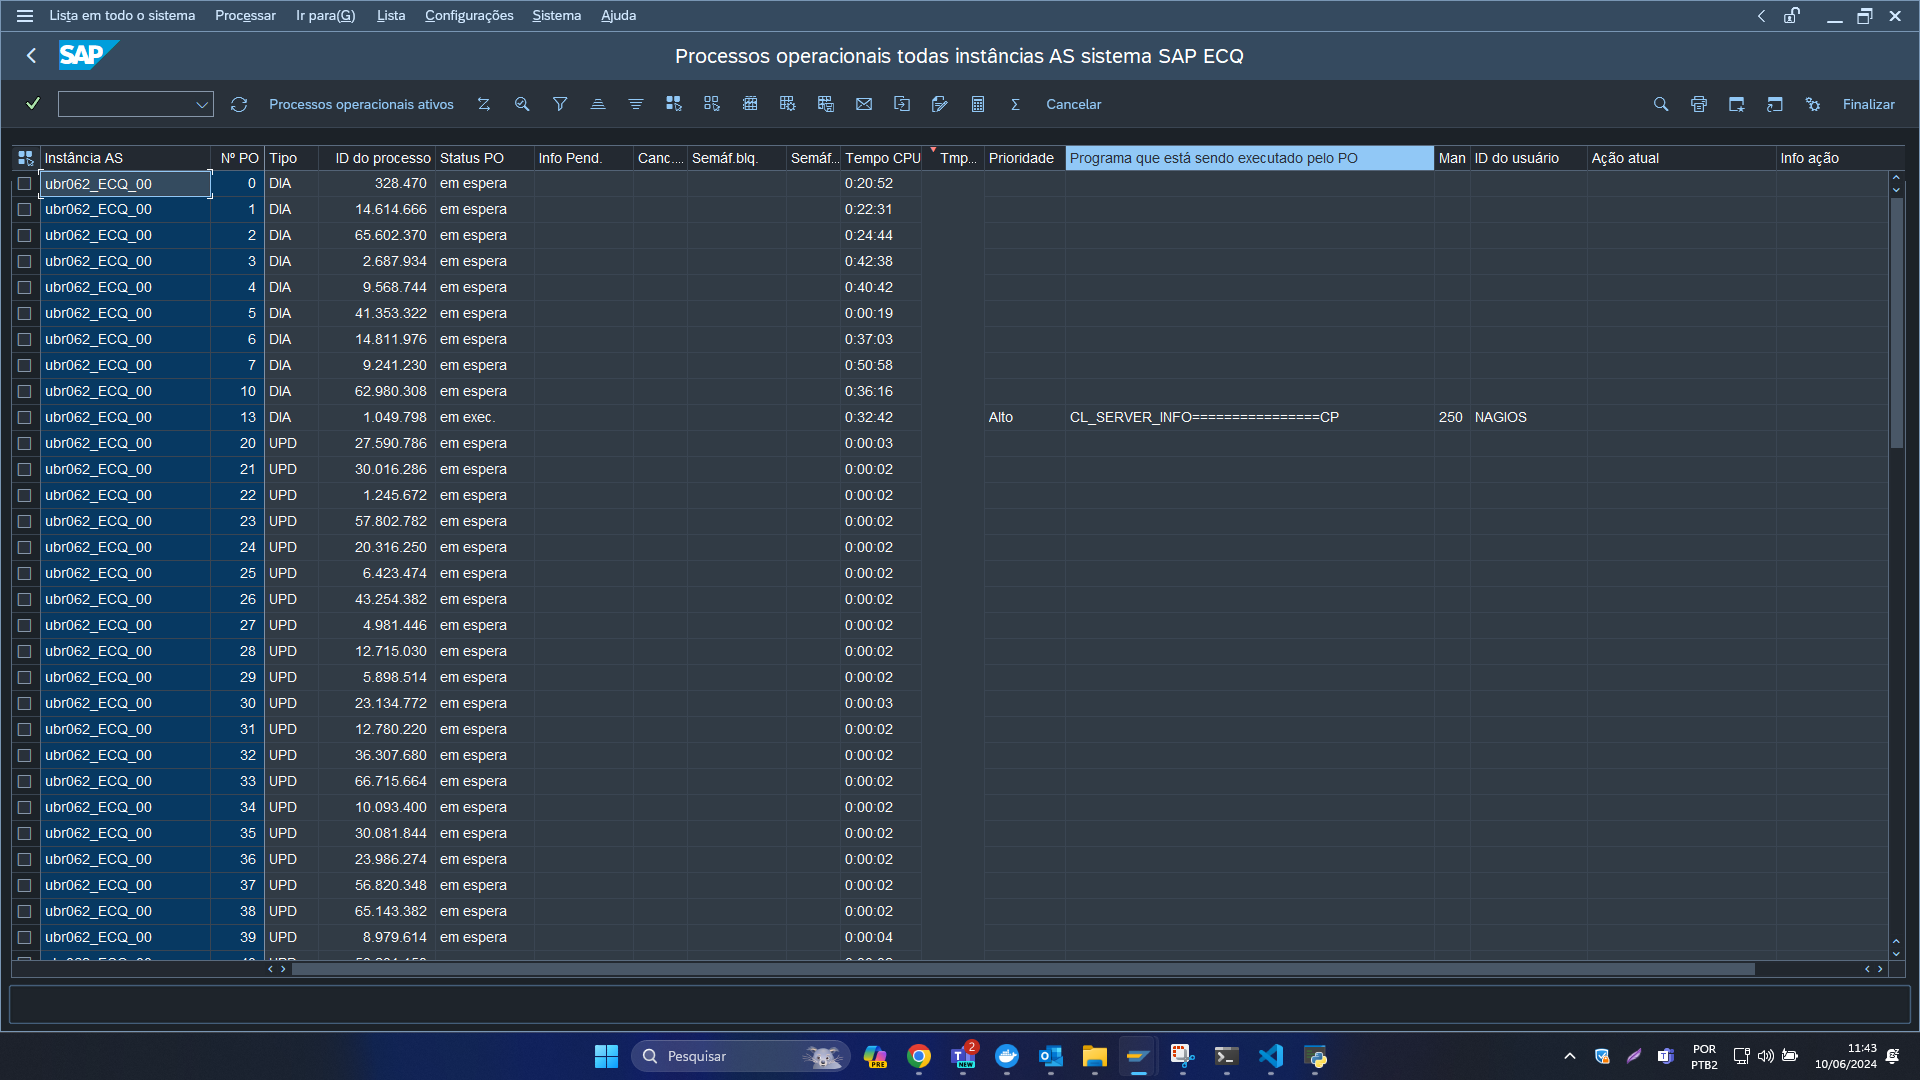 Lista em todo o sistema Processar Ir para(G) Lista Configurações Sistema Ajuda
SAP Processos operacionais todas instâncias AS sistema SAP ECQ
Processos operacionais ativos Cancelar Finalizar
Instância AS Nº PO Tipo ID do processo Status PO Info Pend. Canc.... Semáf.blq. Semáf... Tempo CPU Tmp... Prioridade Programa que está sendo executado pelo PO Man ID do usuário Ação atual Info ação
ubr062_ECQ_00 0 DIA 328.470 em espera 0:20:52
ubr062_ECQ_00 1 DIA 14.614.666 em espera 0:22:31
ubr062_ECQ_00 2 DIA 65.602.370 em espera 0:24:44
ubr062_ECQ_00 3 DIA 2.687.934 em espera 0:42:38
ubr062_ECQ_00 4 DIA 9.568.744 em espera 0:40:42
ubr062_ECQ_00 5 DIA 41.353.322 em espera 0:00:19
ubr062_ECQ_00 6 DIA 14.811.976 em espera 0:37:03
ubr062_ECQ_00 7 DIA 9.241.230 em espera 0:50:58
ubr062_ECQ_00 10 DIA 62.980.308 em espera 0:36:16
ubr062_ECQ_00 13 DIA 1.049.798 em exec. 0:32:42 Alto CL_SERVER_INFO================CP 250 NAGIOS
ubr062_ECQ_00 20 UPD 27.590.786 em espera 0:00:03
ubr062_ECQ_00 21 UPD 30.016.286 em espera 0:00:02
ubr062_ECQ_00 22 UPD 1.245.672 em espera 0:00:02
ubr062_ECQ_00 23 UPD 57.802.782 em espera 0:00:02
ubr062_ECQ_00 24 UPD 20.316.250 em espera 0:00:02
ubr062_ECQ_00 25 UPD 6.423.474 em espera 0:00:02
ubr062_ECQ_00 26 UPD 43.254.382 em espera 0:00:02
ubr062_ECQ_00 27 UPD 4.981.446 em espera 0:00:02
ubr062_ECQ_00 28 UPD 12.715.030 em espera 0:00:02
ubr062_ECQ_00 29 UPD 5.898.514 em espera 0:00:02
ubr062_ECQ_00 30 UPD 23.134.772 em espera 0:00:03
ubr062_ECQ_00 31 UPD 12.780.220 em espera 0:00:02
ubr062_ECQ_00 32 UPD 36.307.680 em espera 0:00:02
ubr062_ECQ_00 33 UPD 66.715.664 em espera 0:00:02
ubr062_ECQ_00 34 UPD 10.093.400 em espera 0:00:02
ubr062_ECQ_00 35 UPD 30.081.844 em espera 0:00:02
ubr062_ECQ_00 36 UPD 23.986.274 em espera 0:00:02
ubr062_ECQ_00 37 UPD 56.820.348 em espera 0:00:02
ubr062_ECQ_00 38 UPD 65.143.382 em espera 0:00:02
ubr062_ECQ_00 39 UPD 8.979.614 em espera 0:00:04
Pesquisar PRE 2 NEW POR 11:43
PTB2 10/06/2024